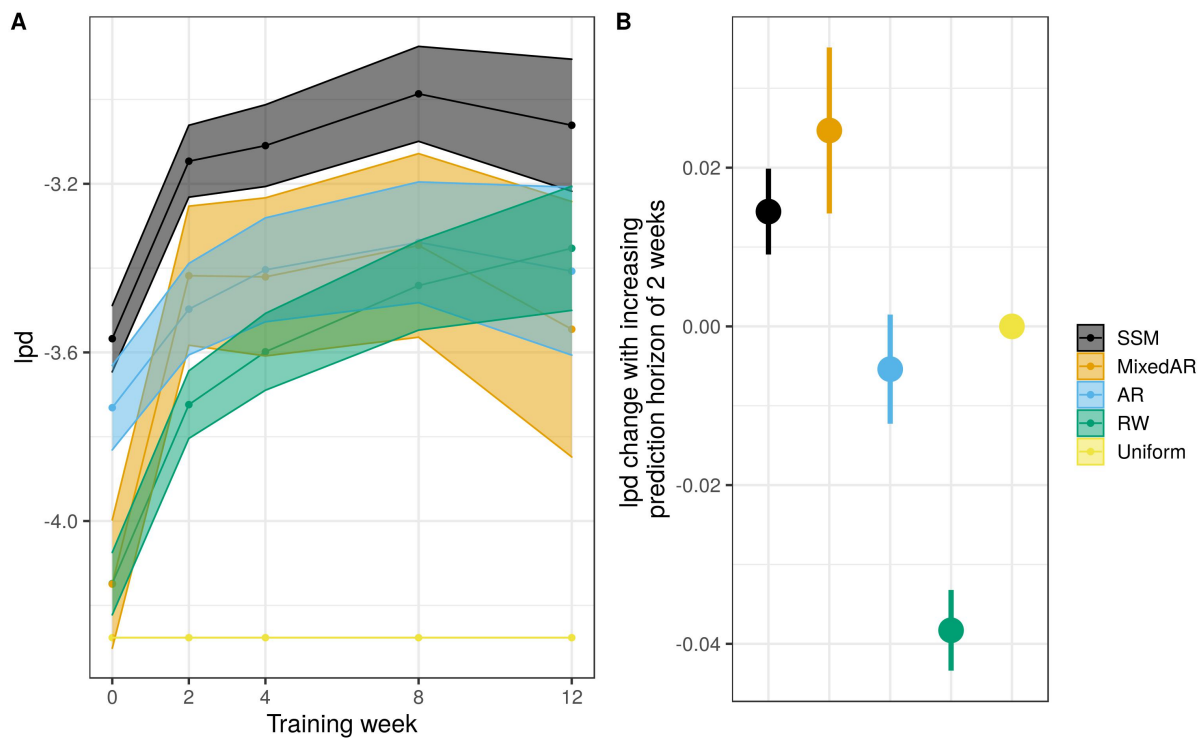 A
lpd
-3.2
-3.6
-4.0
0
2
4
8
12
Training week
B
lpd change with increasing
prediction horizon of 2 weeks
0.02
0.00
-0.02
-0.04
SSM
MixedAR
AR
RW
Uniform